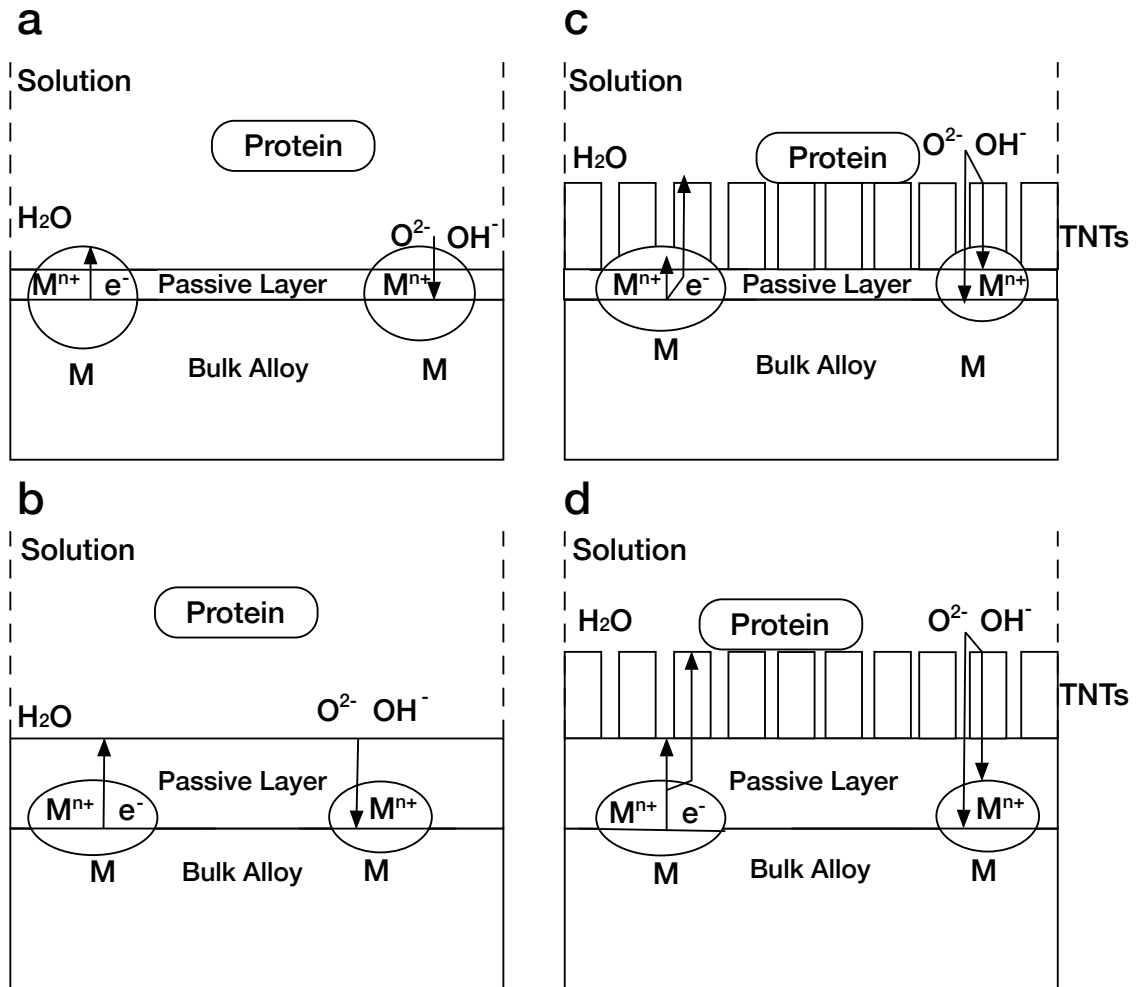 a
Solution
Protein
H₂O
O²⁻ OH⁻
Mⁿ⁺ e⁻ Passive Layer Mⁿ⁺
M Bulk Alloy M
c
Solution
H₂O Protein O²⁻ OH⁻
TNTs
Mⁿ⁺ e⁻ Passive Layer Mⁿ⁺
M Bulk Alloy M
b
Solution
Protein
H₂O O²⁻ OH⁻
Passive Layer
Mⁿ⁺ e⁻ Mⁿ⁺
M Bulk Alloy M
d
Solution
H₂O Protein O²⁻ OH⁻
TNTs
Passive Layer
Mⁿ⁺ e⁻ Mⁿ⁺
M Bulk Alloy M